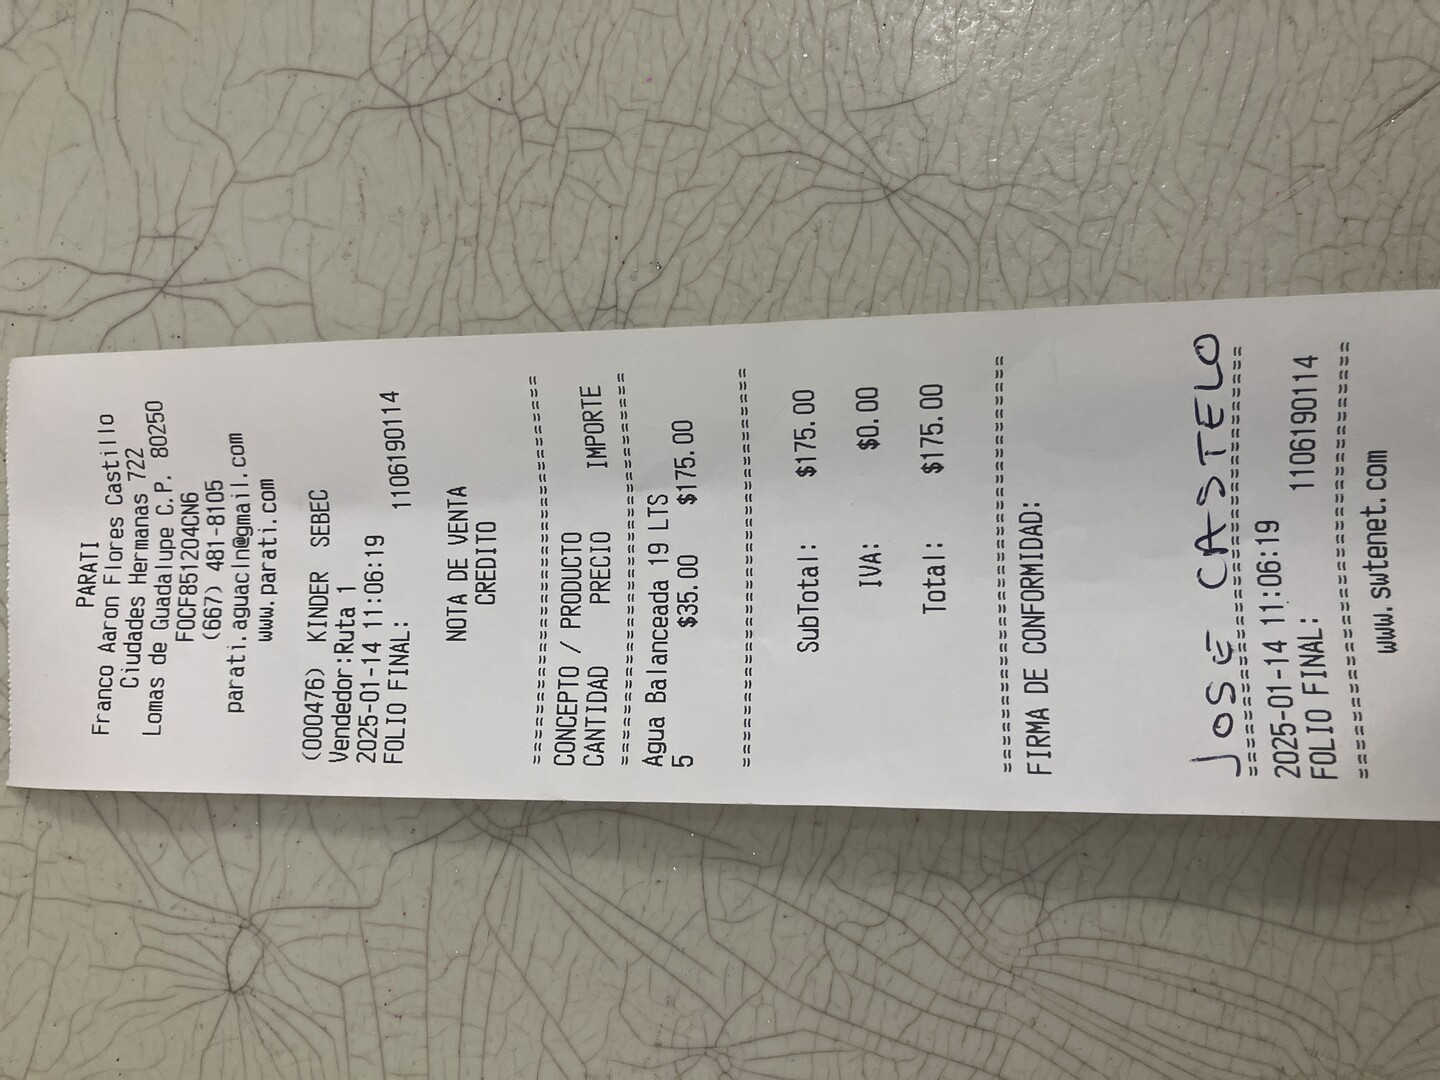 PARATI
Franco Aaron Flores Castillo
Ciudades Hermanas 722
Lomas de Guadalupe C.P. 80250
FOCF851204CN6
(667) 481-8105
parati.aguacln@gmail.com
www.parati.com
(000476) KINDER SEBEC
Vendedor:Ruta 1
2025-01-14 11:06:19
FOLIO FINAL: 1106190114
NOTA DE VENTA
CREDITO
==============================
CONCEPTO / PRODUCTO
CANTIDAD PRECIO IMPORTE
==============================
Agua Balanceada 19 LTS
5 $35.00 $175.00
==============================
SubTotal: $175.00
IVA: $0.00
Total: $175.00
==============================
FIRMA DE CONFORMIDAD:
JOSE CASTELO
==============================
2025-01-14 11:06:19
FOLIO FINAL: 1106190114
==============================
www.swtenet.com